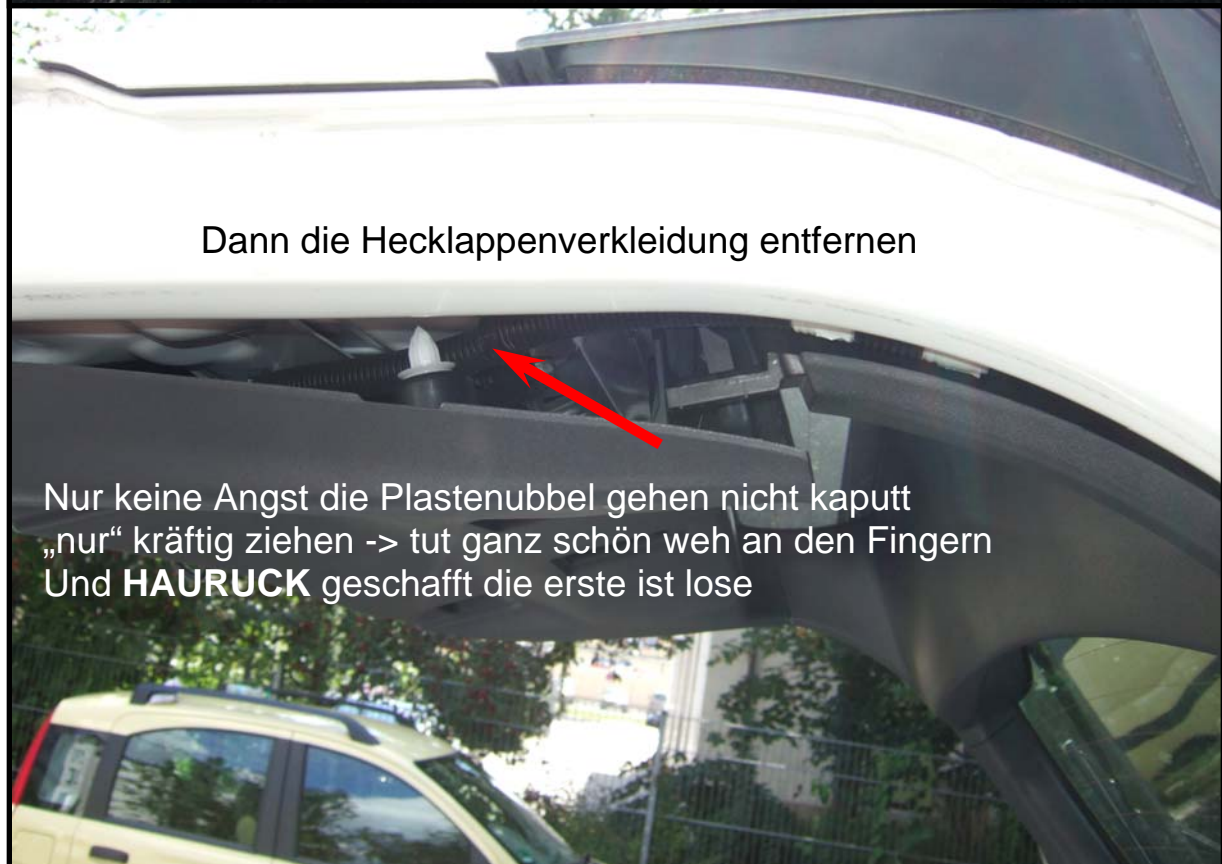 Dann die Hecklappenverkleidung entfernen
Nur keine Angst die Plastenubbel gehen nicht kaputt
„nur“ kräftig ziehen -> tut ganz schön weh an den Fingern
Und HAURUCK geschafft die erste ist lose